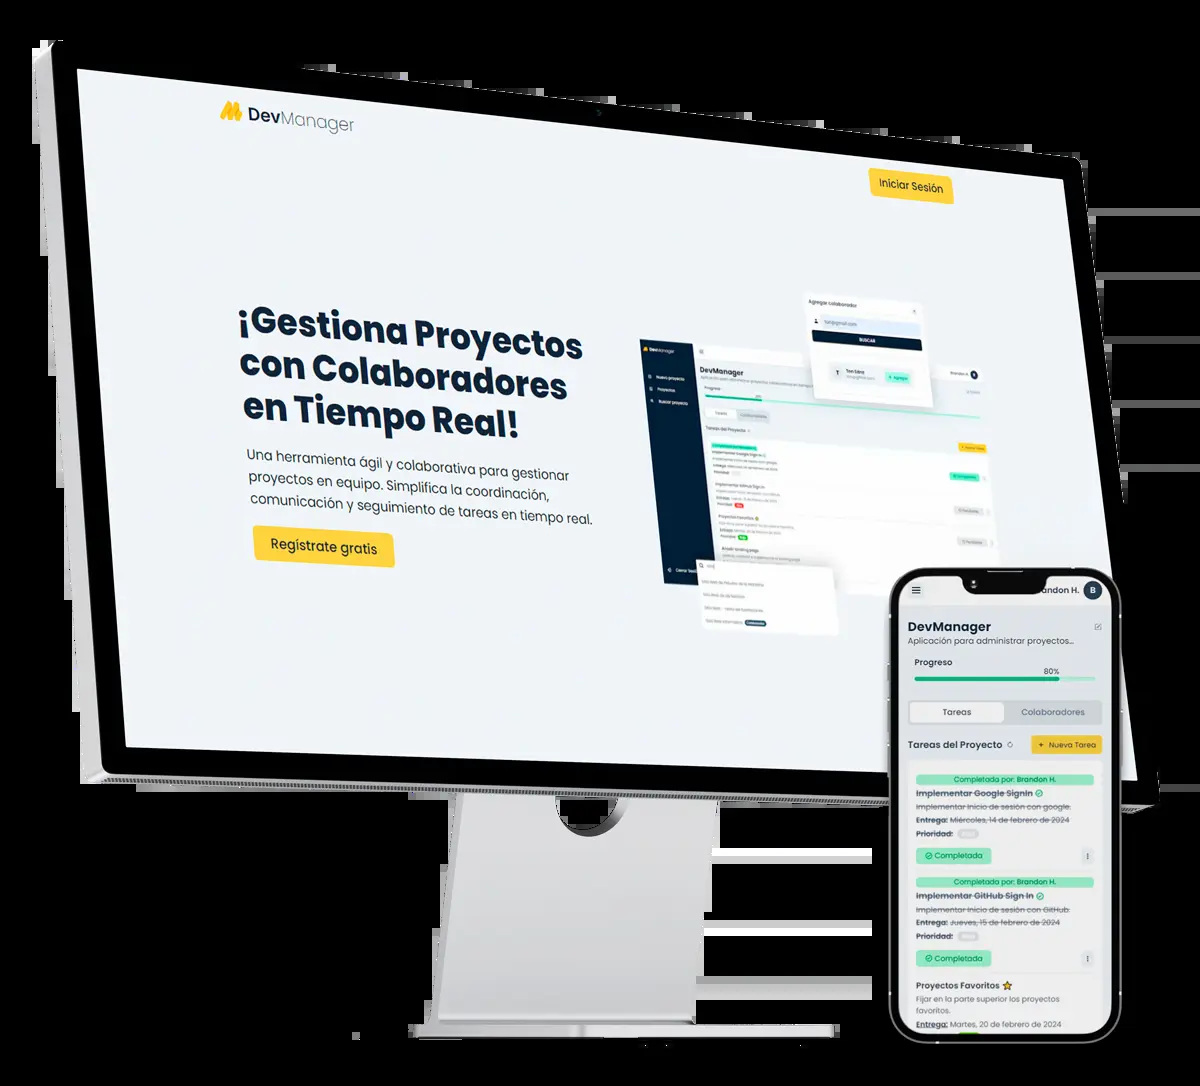 DevManager
Iniciar Sesión
¡Gestiona Proyectos
con Colaboradores
en Tiempo Real!
Una herramienta ágil y colaborativa para gestionar
proyectos en equipo. Simplifica la coordinación,
comunicación y seguimiento de tareas en tiempo real.
Regístrate gratis
Agregar colaborador
BUSCAR
Agregar
DevManager
Nuevo proyecto
Proyectos
Buscar proyecto
DevManager
Progreso
Tareas
Tareas del Proyecto
Proyectos Favoritos
Brandon H.
B
DevManager
Aplicación para administrar proyectos...
Progreso
80%
Tareas
Colaboradores
Tareas del Proyecto
+ Nueva Tarea
Completada por: Brandon H.
Implementar Google SignIn
Implementar Inicio de sesión con google.
Entrega: Miércoles, 14 de febrero de 2024
Prioridad:
Completada
Completada por: Brandon H.
Implementar GitHub Sign In
Implementar Inicio de sesión con GitHub.
Entrega: Jueves, 15 de febrero de 2024
Prioridad:
Completada
Proyectos Favoritos
Fijar en la parte superior los proyectos
favoritos.
Entrega: Martes, 20 de febrero de 2024